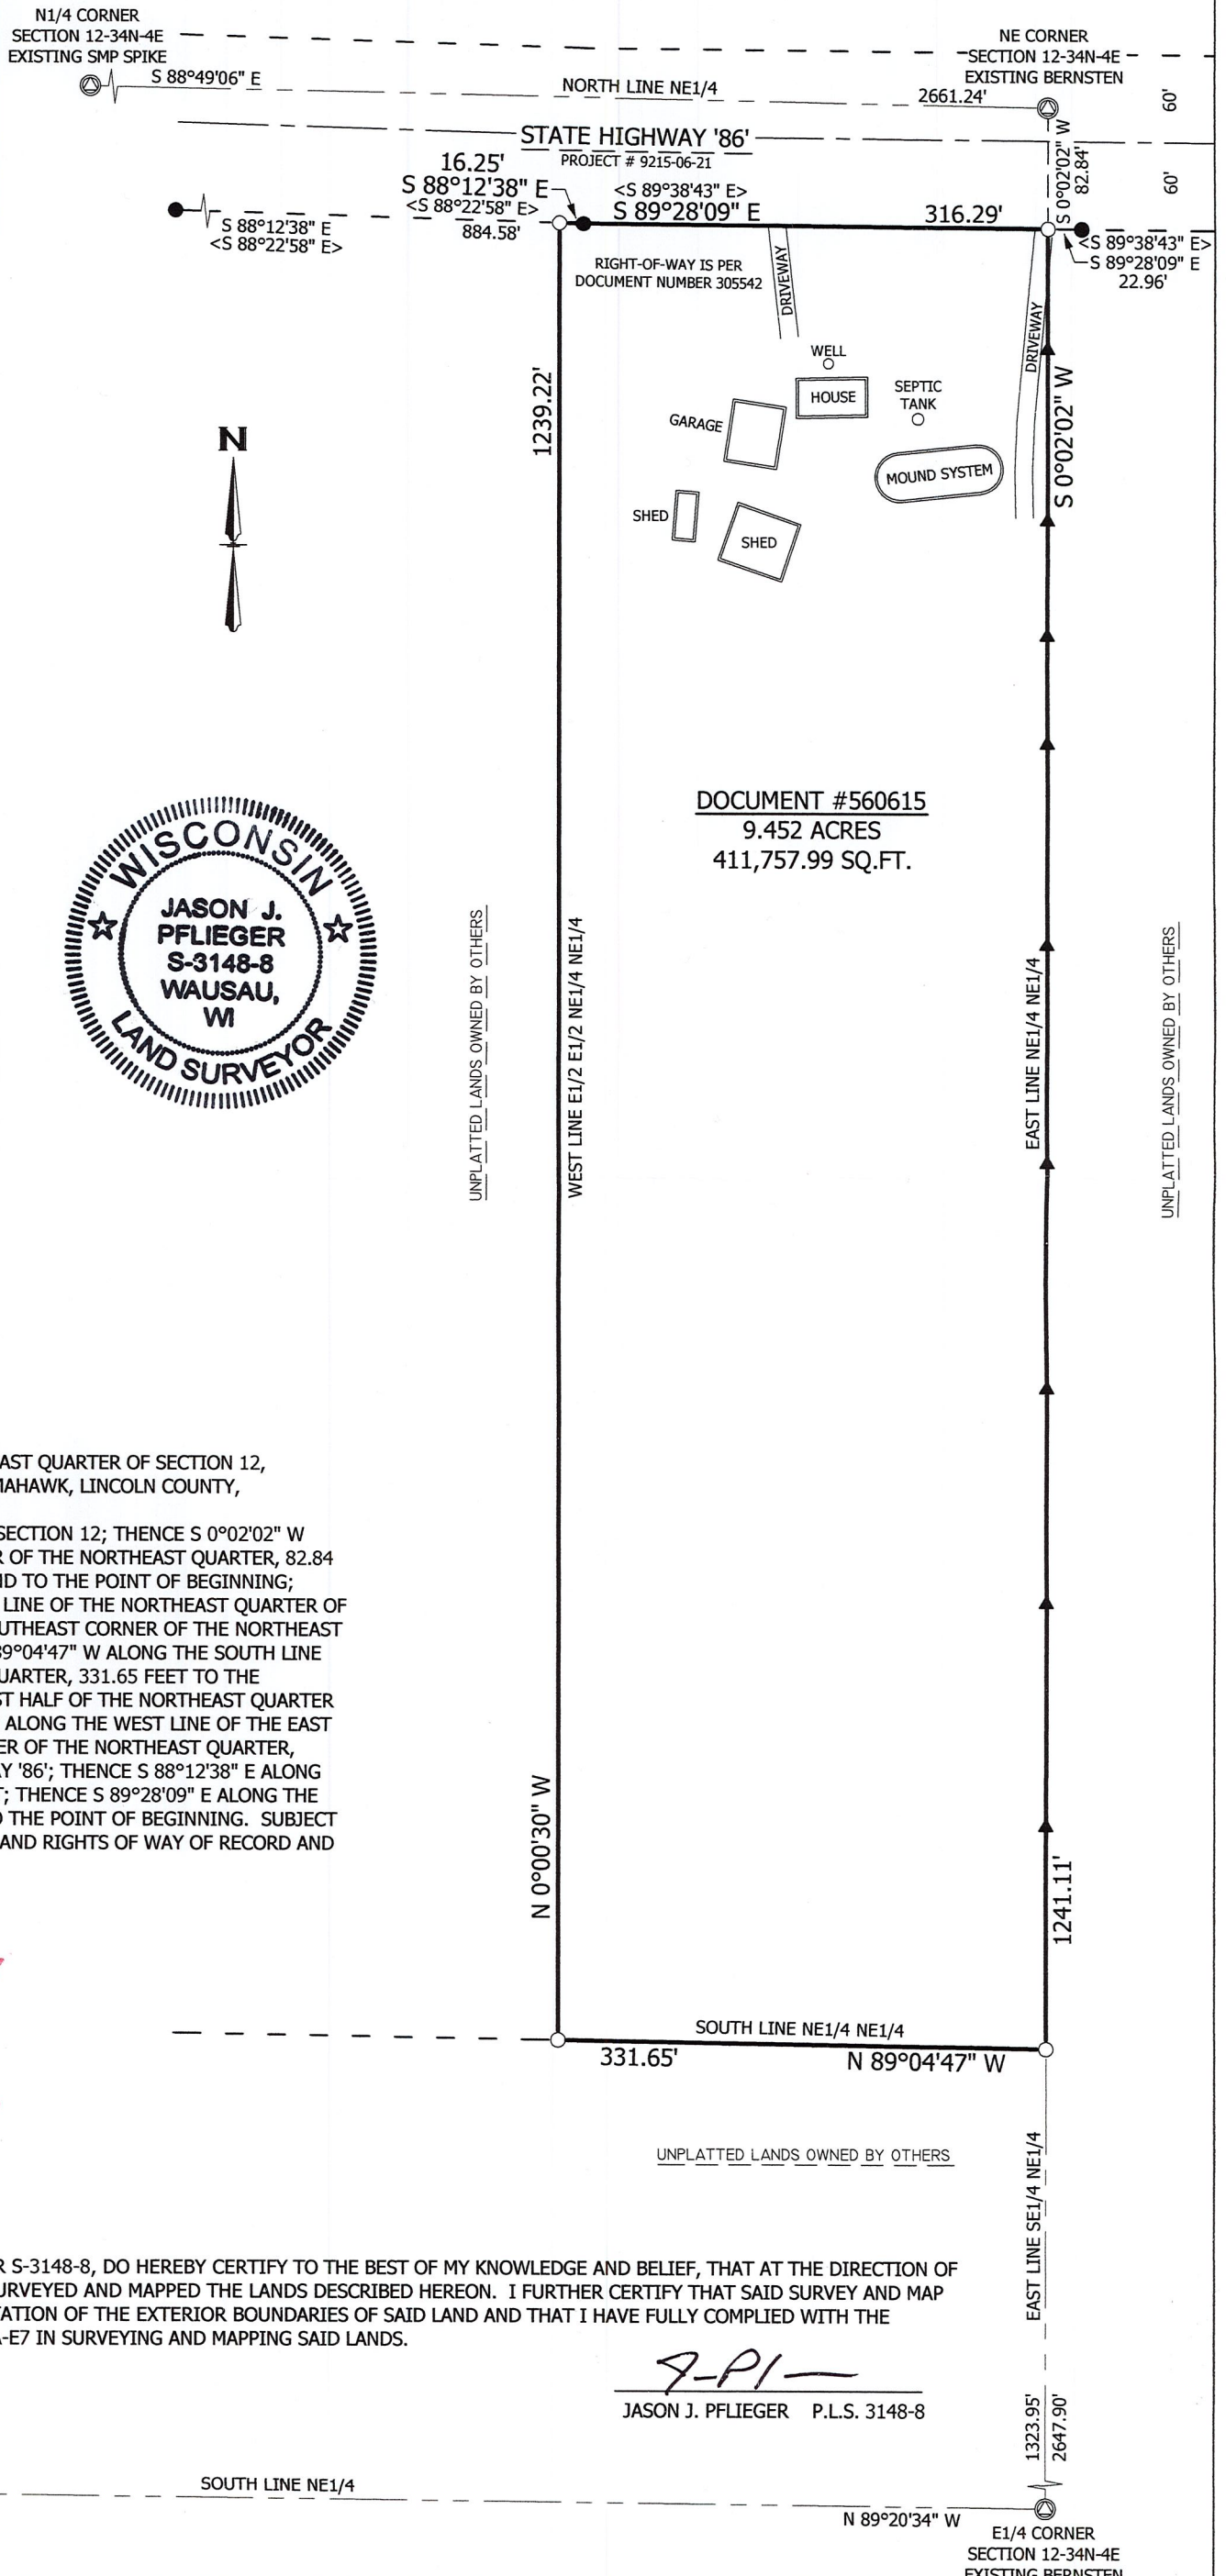 N1/4 CORNER
SECTION 12-34N-4E
EXISTING SMP SPIKE
NE CORNER
SECTION 12-34N-4E
EXISTING BERNSTEN
S 88°49'06" E
NORTH LINE NE1/4
2661.24'
60'
STATE HIGHWAY '86'
PROJECT # 9215-06-21
S 0°02'02" W
82.84'
60'
16.25'
S 88°12'38" E
<S 88°22'58" E>
884.58'
<S 89°38'43" E>
S 89°28'09" E
316.29'
S 88°12'38" E
<S 88°22'58" E>
<S 89°38'43" E>
S 89°28'09" E
22.96'
RIGHT-OF-WAY IS PER
DOCUMENT NUMBER 305542
DRIVEWAY
DRIVEWAY
WELL
HOUSE
SEPTIC
TANK
GARAGE
MOUND SYSTEM
SHED
SHED
1239.22'
S 0°02'02" W
N
DOCUMENT #560615
9.452 ACRES
411,757.99 SQ.FT.
WISCONSIN
JASON J.
PFLIEGER
S-3148-8
WAUSAU,
WI
LAND SURVEYOR
UNPLATTED LANDS OWNED BY OTHERS
WEST LINE E1/2 E1/2 NE1/4 NE1/4
EAST LINE NE1/4 NE1/4
UNPLATTED LANDS OWNED BY OTHERS
AST QUARTER OF SECTION 12,
MAHAWK, LINCOLN COUNTY,
SECTION 12; THENCE S 0°02'02" W
R OF THE NORTHEAST QUARTER, 82.84
ND TO THE POINT OF BEGINNING;
LINE OF THE NORTHEAST QUARTER OF
UTHEAST CORNER OF THE NORTHEAST
89°04'47" W ALONG THE SOUTH LINE
UARTER, 331.65 FEET TO THE
ST HALF OF THE NORTHEAST QUARTER
ALONG THE WEST LINE OF THE EAST
ER OF THE NORTHEAST QUARTER,
AY '86'; THENCE S 88°12'38" E ALONG
T; THENCE S 89°28'09" E ALONG THE
O THE POINT OF BEGINNING. SUBJECT
AND RIGHTS OF WAY OF RECORD AND
N 0°00'30" W
1241.11'
SOUTH LINE NE1/4 NE1/4
331.65'
N 89°04'47" W
UNPLATTED LANDS OWNED BY OTHERS
EAST LINE SE1/4 NE1/4
R S-3148-8, DO HEREBY CERTIFY TO THE BEST OF MY KNOWLEDGE AND BELIEF, THAT AT THE DIRECTION OF
URVEYED AND MAPPED THE LANDS DESCRIBED HEREON. I FURTHER CERTIFY THAT SAID SURVEY AND MAP
TATION OF THE EXTERIOR BOUNDARIES OF SAID LAND AND THAT I HAVE FULLY COMPLIED WITH THE
A-E7 IN SURVEYING AND MAPPING SAID LANDS.
JASON J. PFLIEGER P.L.S. 3148-8
1323.95'
2647.90'
SOUTH LINE NE1/4
N 89°20'34" W
E1/4 CORNER
SECTION 12-34N-4E
EXISTING BERNSTEN